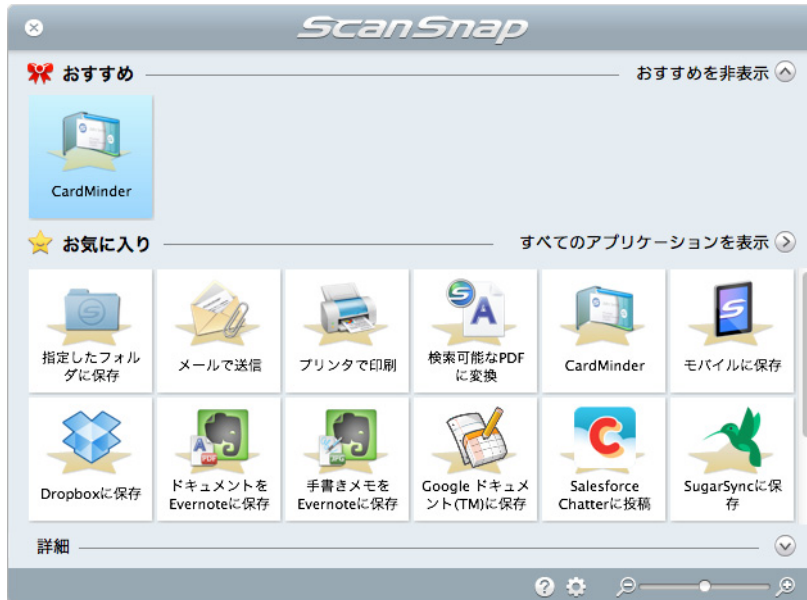 ScanSnap
おすすめ
おすすめを非表示
CardMinder
お気に入り
すべてのアプリケーションを表示
指定したフォル
ダに保存
メールで送信
プリンタで印刷
検索可能なPDF
に変換
CardMinder
モバイルに保存
Dropboxに保存
ドキュメントを
Evernoteに保存
手書きメモを
Evernoteに保存
Google ドキュメ
ント(TM)に保存
Salesforce
Chatterに投稿
SugarSyncに保
存
詳細